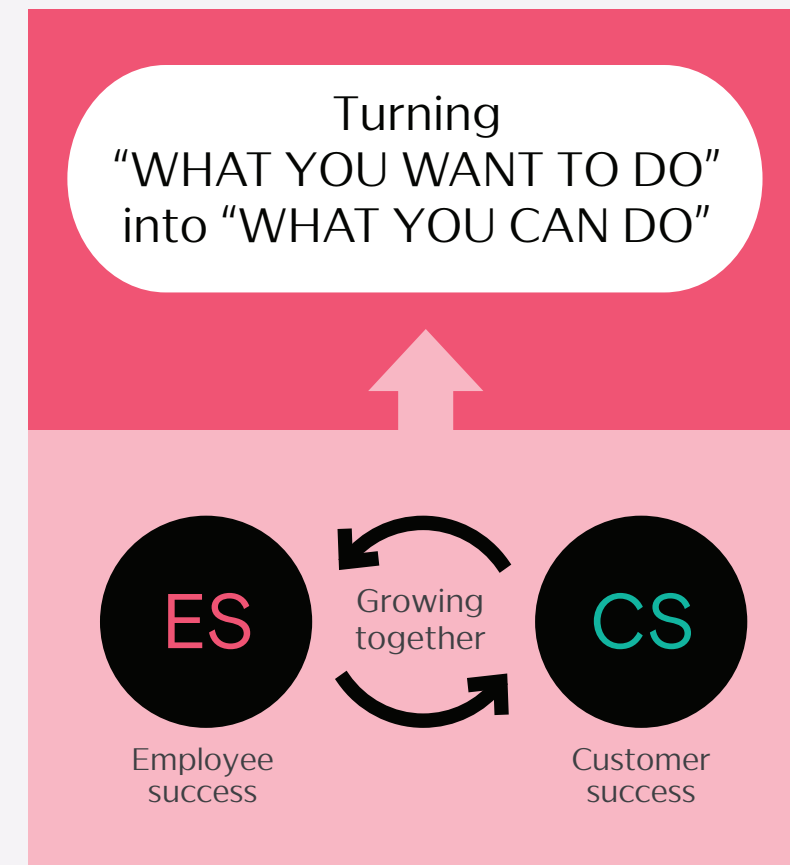 Turning
“WHAT YOU WANT TO DO”
into “WHAT YOU CAN DO”
ES
Growing
together
CS
Employee
success
Customer
success